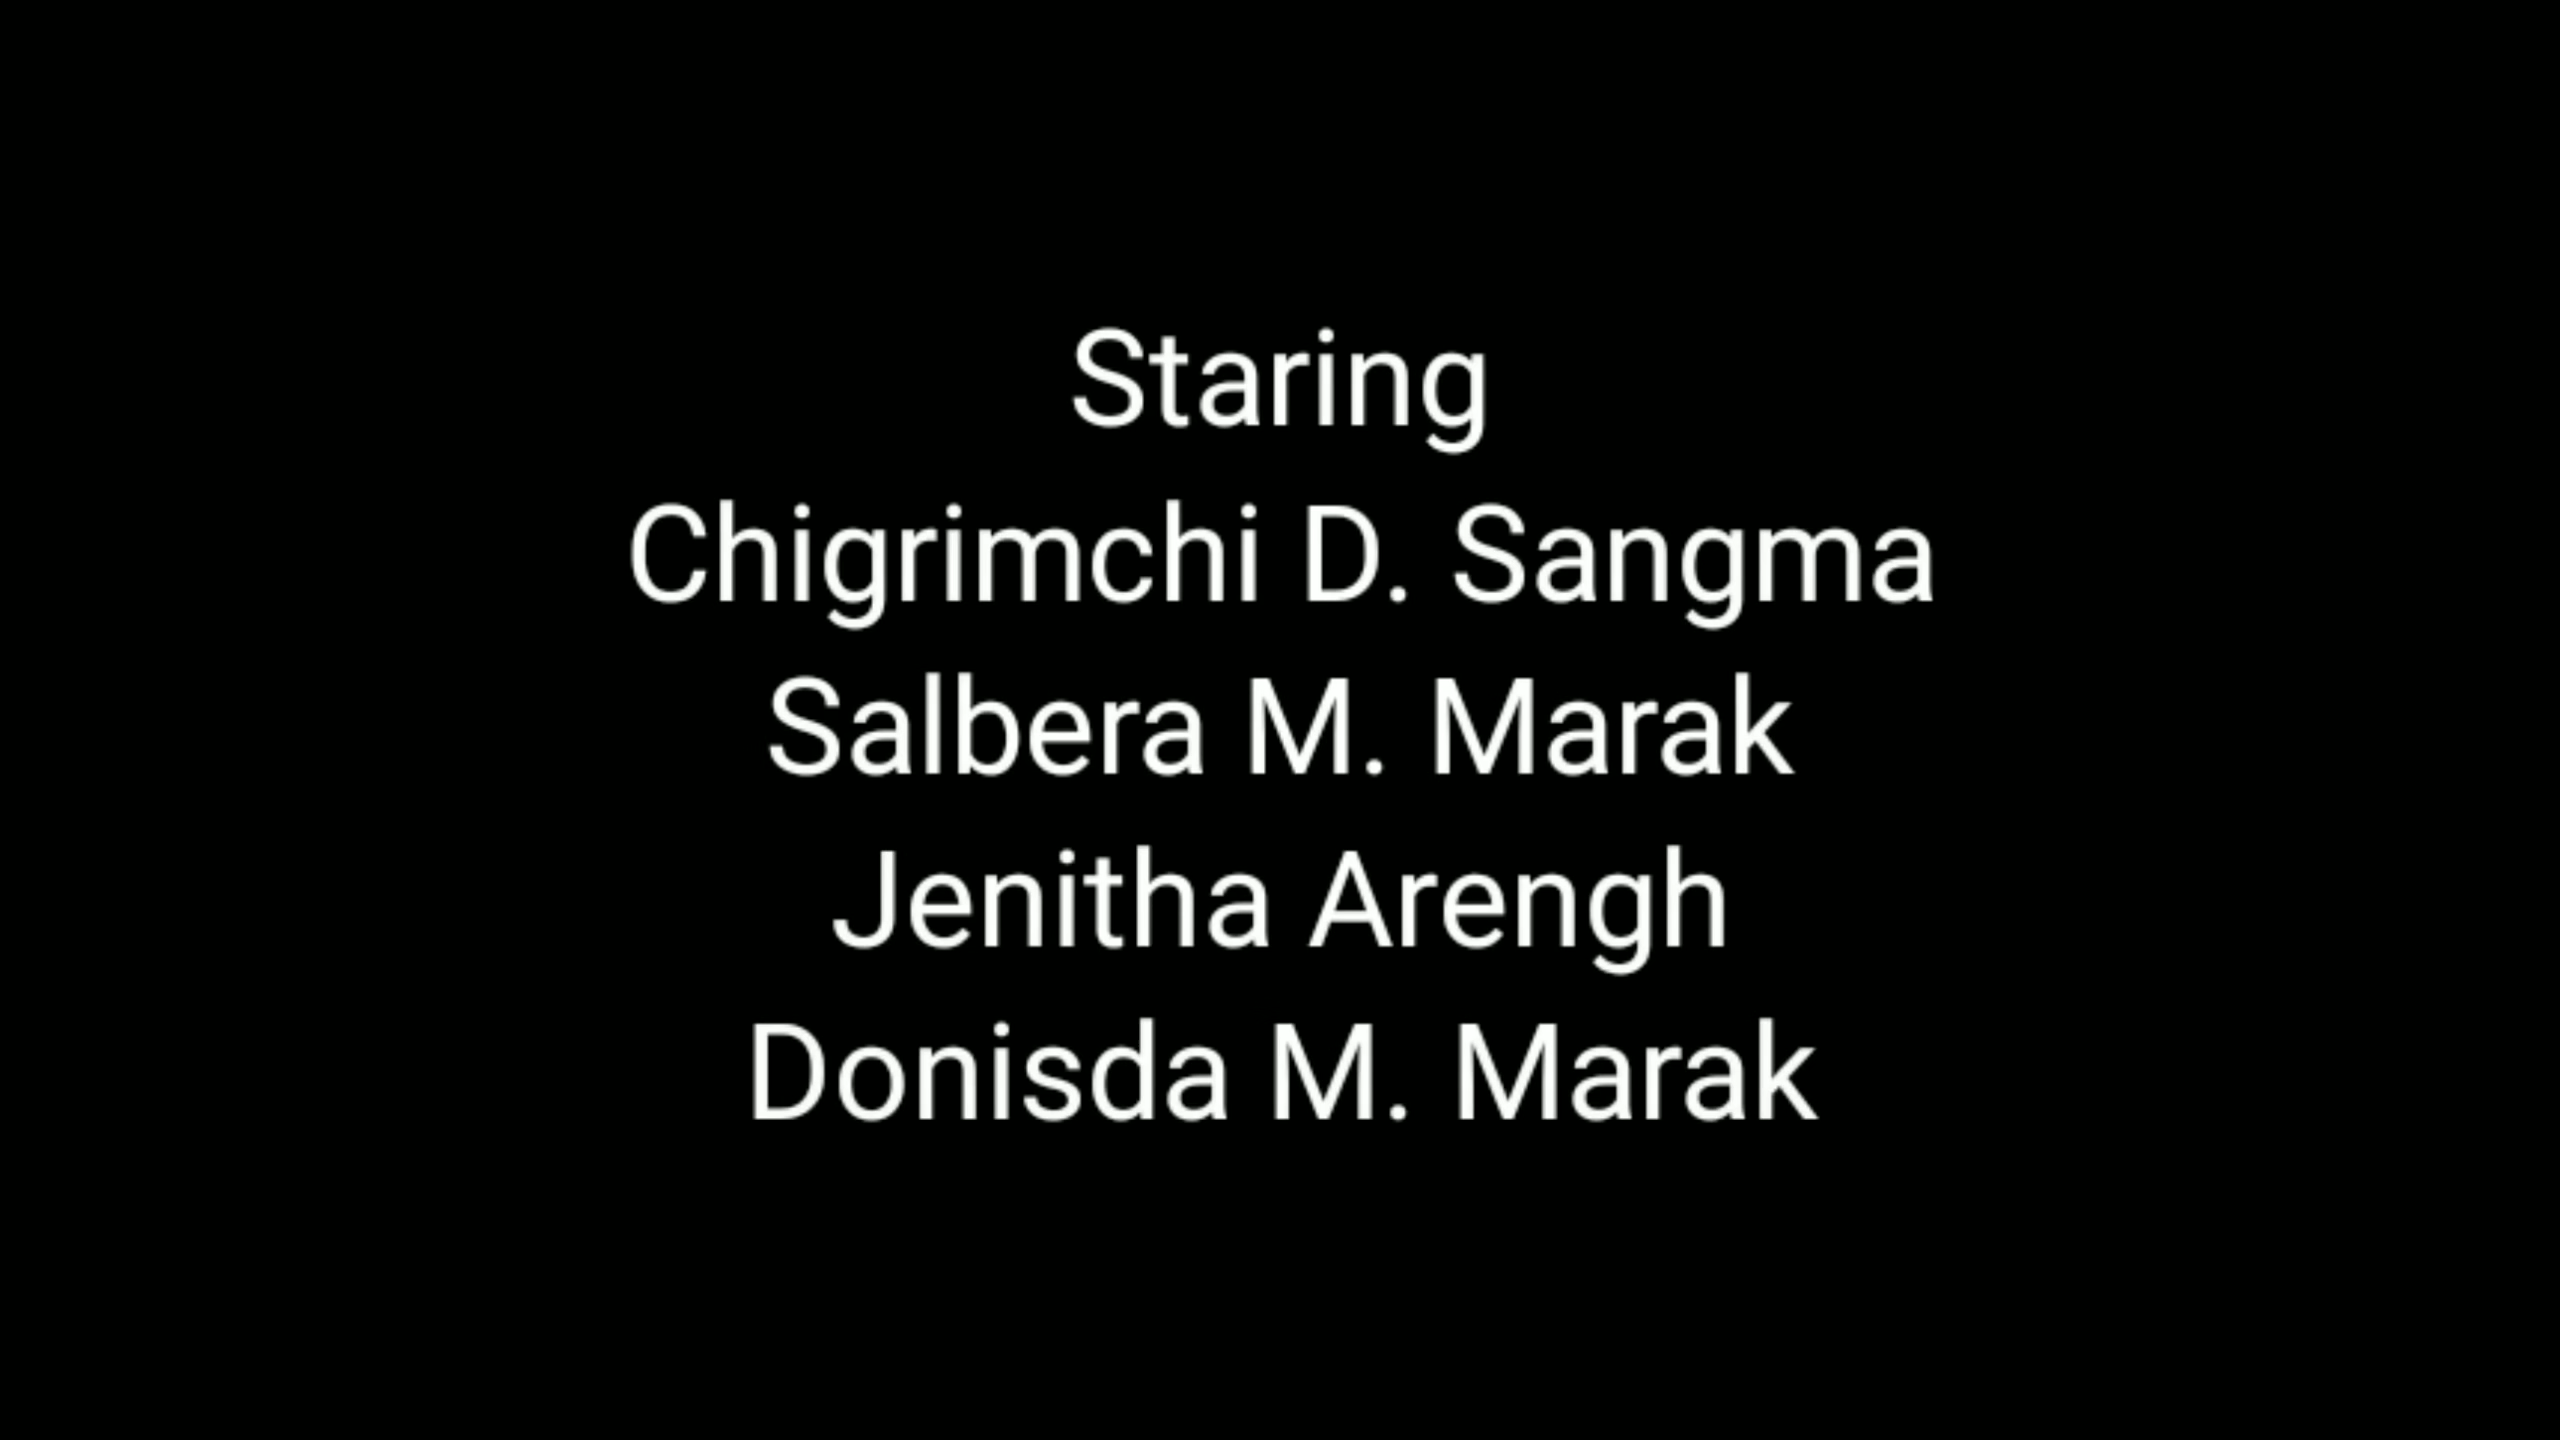 Staring
Chigrimchi D. Sangma
Salbera M. Marak
Jenitha Arengh
Donisda M. Marak